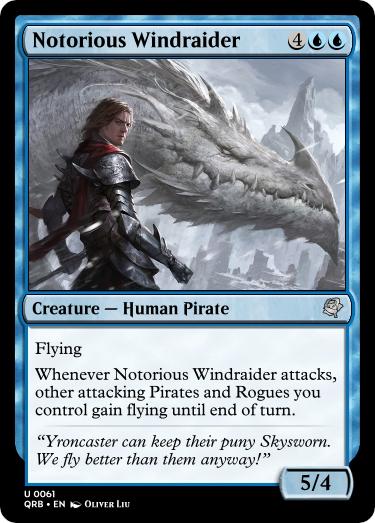 Notorious Windraider 4
Creature — Human Pirate
Flying
Whenever Notorious Windraider attacks,
other attacking Pirates and Rogues you
control gain flying until end of turn.
“Yroncaster can keep their puny Skysworn.
We fly better than them anyway!”
5/4
U 0061
QRB • EN OLIVER LIU